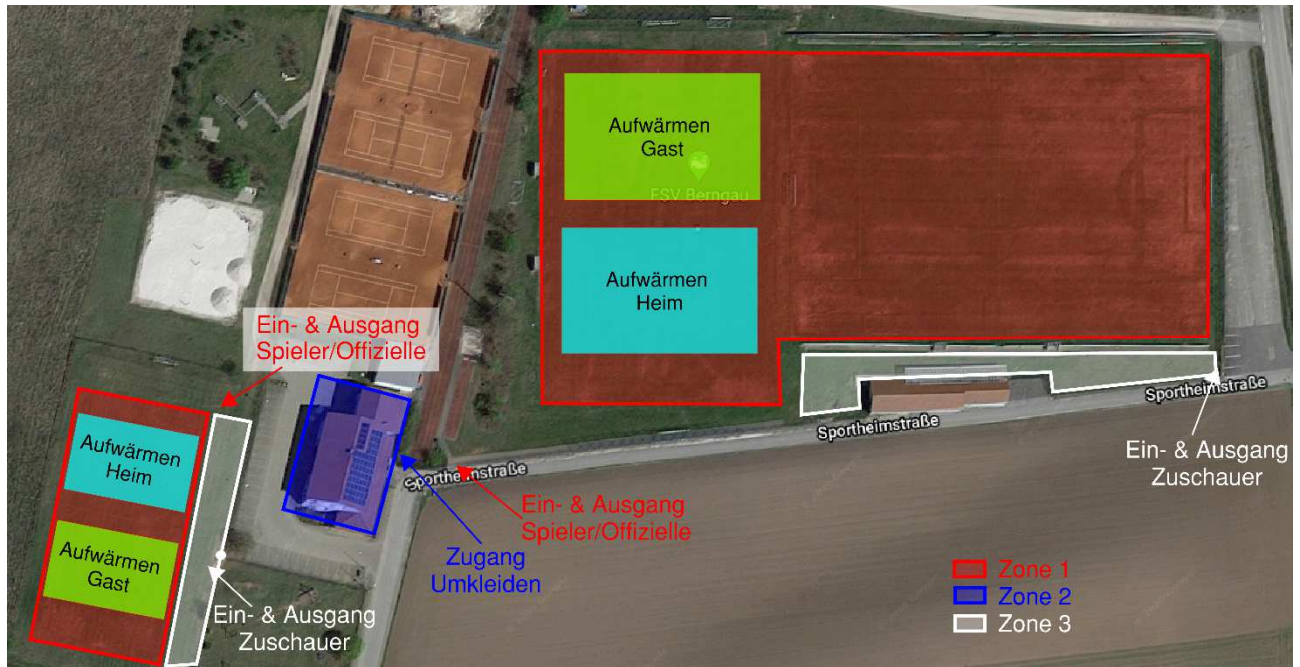 Aufwärmen
Gast
FSV Berngau
Aufwärmen
Heim
Ein- & Ausgang
Spieler/Offizielle
Aufwärmen
Heim
Aufwärmen
Gast
Sportheimstraße
Sportheimstraße
Sportheimstraße
Ein- & Ausgang
Zuschauer
Ein- & Ausgang
Spieler/Offizielle
Zugang
Umkleiden
Ein- & Ausgang
Zuschauer
Zone 1
Zone 2
Zone 3